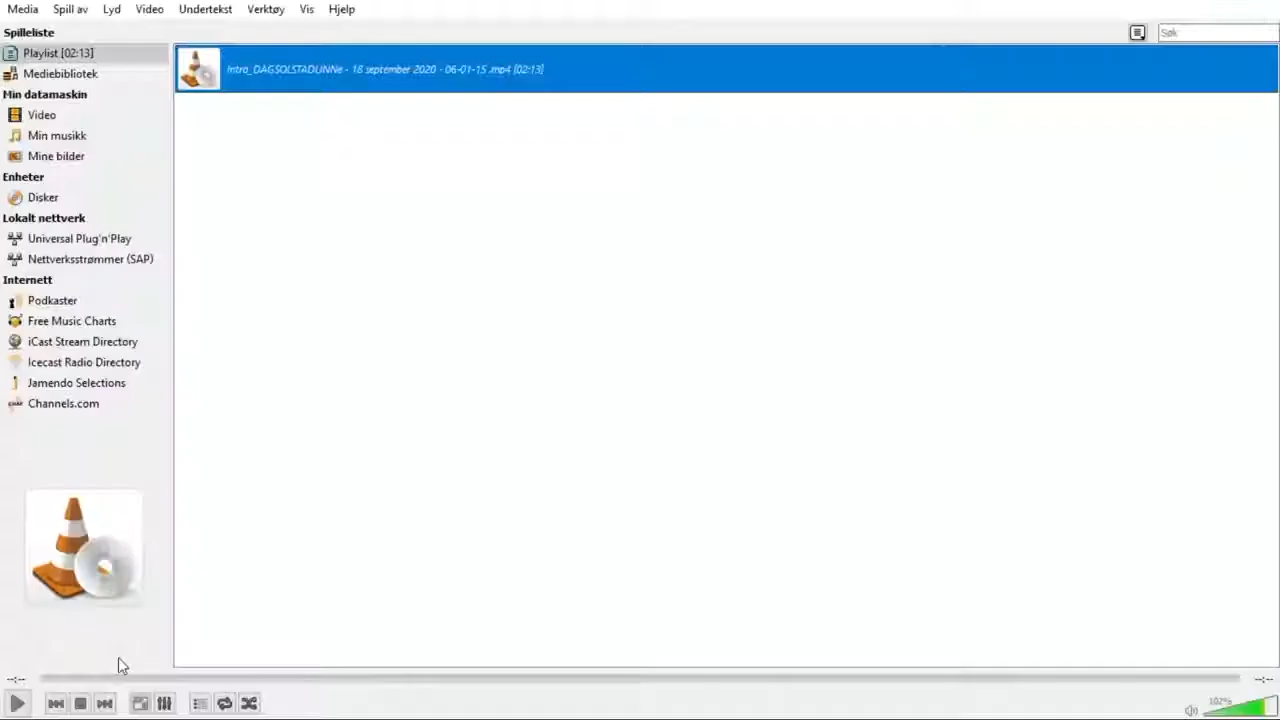 Media Spill av Lyd Video Undertekst Verktøy Vis Hjelp
Spilleliste
Søk
Playlist [02:13]
Intro_DAGSOLSTADUNNe - 18 september 2020 - 06-01-15 .mp4 [02:13]
Mediebibliotek
Min datamaskin
Video
Min musikk
Mine bilder
Enheter
Disker
Lokalt nettverk
Universal Plug'n'Play
Nettverksstrømmer (SAP)
Internett
Podkaster
Free Music Charts
iCast Stream Directory
Icecast Radio Directory
Jamendo Selections
Channels.com
--:-- --:--
102%